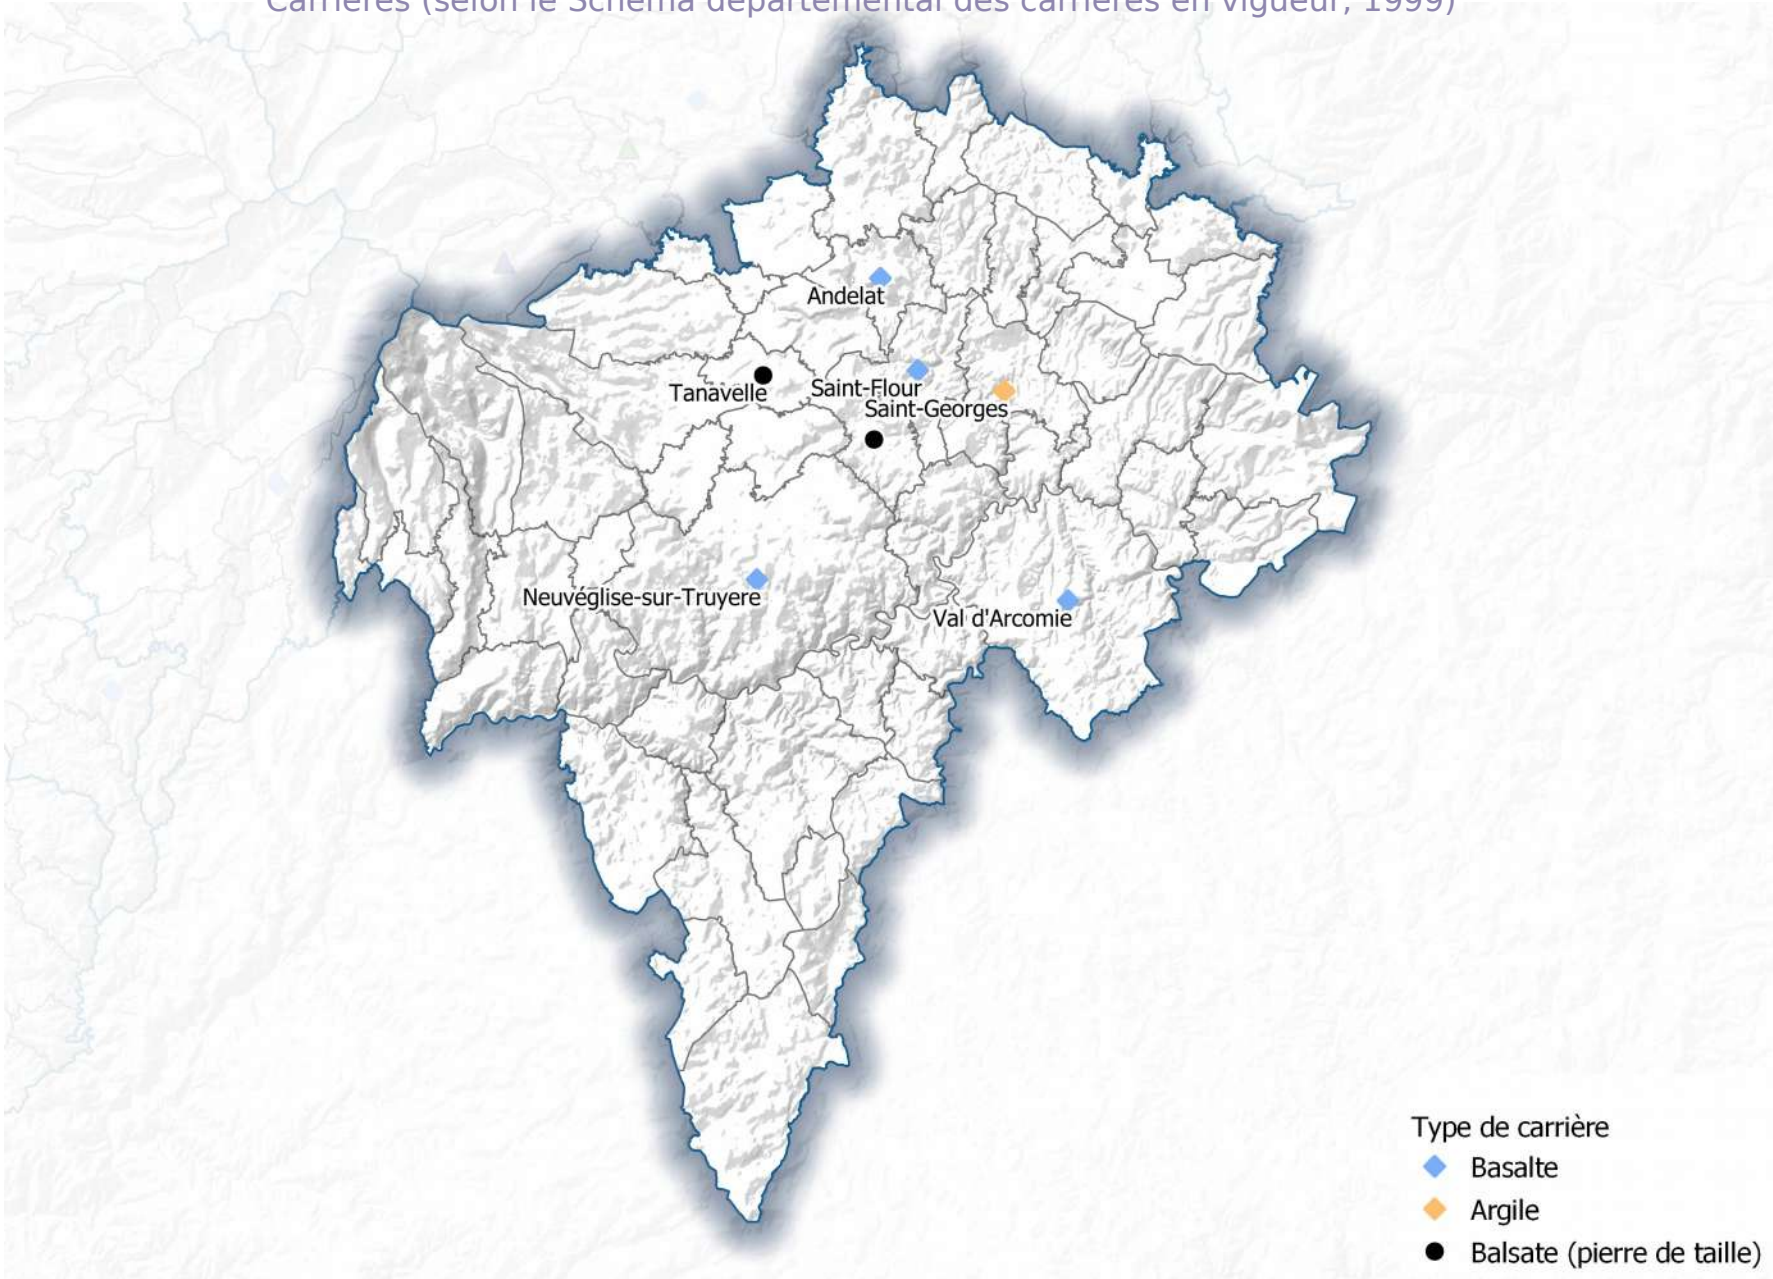 Carrières (selon le Schéma départemental des carrières en vigueur, 1999)
Andelat
Tanavelle
Saint-Flour
Saint-Georges
Neuvéglise-sur-Truyere
Val d'Arcomie
Type de carrière
Basalte
Argile
Balsate (pierre de taille)